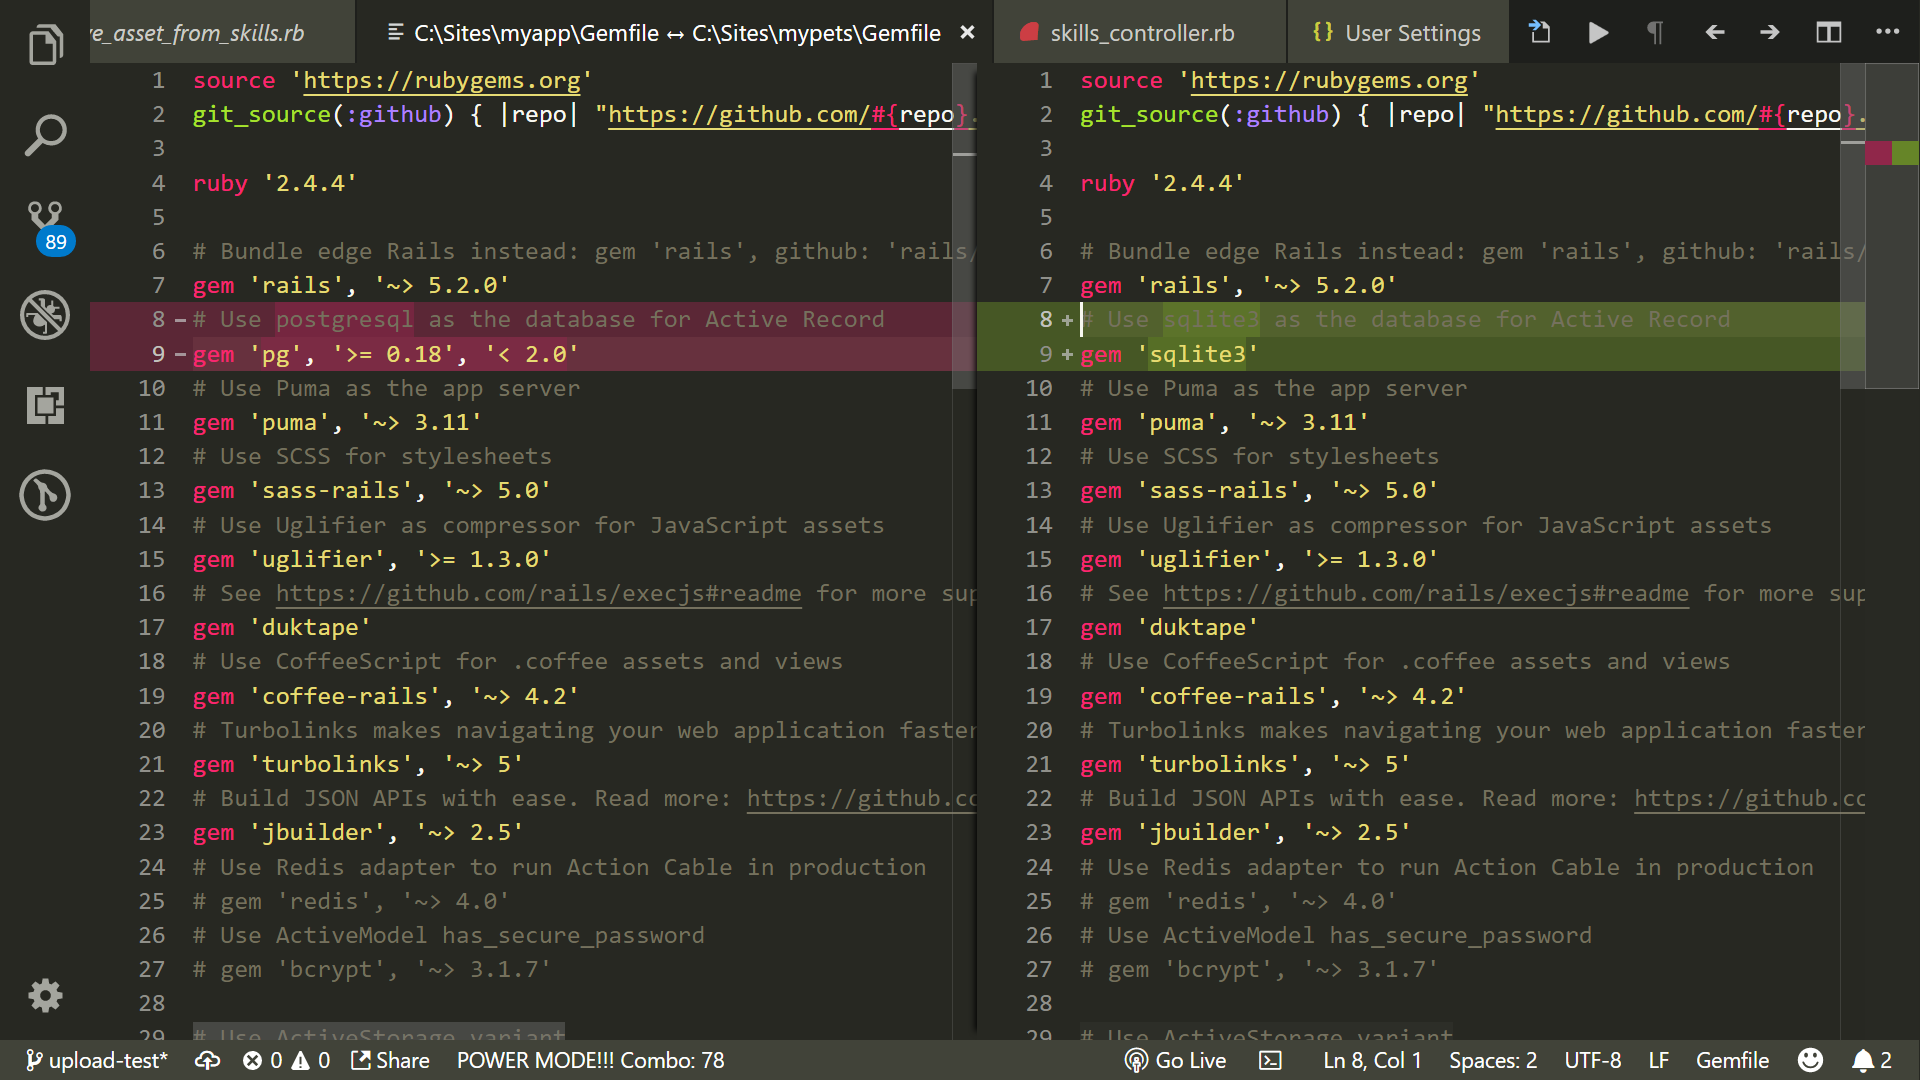 e_asset_from_skills.rb
C:\Sites\myapp\Gemfile ↔ C:\Sites\mypets\Gemfile
skills_controller.rb
{} User Settings
89
1 source 'https://rubygems.org'
2 git_source(:github) { |repo| "https://github.com/#{repo}.
3
4 ruby '2.4.4'
5
6 # Bundle edge Rails instead: gem 'rails', github: 'rails/
7 gem 'rails', '~> 5.2.0'
8 − # Use postgresql as the database for Active Record
9 − gem 'pg', '>= 0.18', '< 2.0'
10 # Use Puma as the app server
11 gem 'puma', '~> 3.11'
12 # Use SCSS for stylesheets
13 gem 'sass-rails', '~> 5.0'
14 # Use Uglifier as compressor for JavaScript assets
15 gem 'uglifier', '>= 1.3.0'
16 # See https://github.com/rails/execjs#readme for more sup
17 gem 'duktape'
18 # Use CoffeeScript for .coffee assets and views
19 gem 'coffee-rails', '~> 4.2'
20 # Turbolinks makes navigating your web application faster
21 gem 'turbolinks', '~> 5'
22 # Build JSON APIs with ease. Read more: https://github.co
23 gem 'jbuilder', '~> 2.5'
24 # Use Redis adapter to run Action Cable in production
25 # gem 'redis', '~> 4.0'
26 # Use ActiveModel has_secure_password
27 # gem 'bcrypt', '~> 3.1.7'
28
29 # Use ActiveStorage variant
1 source 'https://rubygems.org'
2 git_source(:github) { |repo| "https://github.com/#{repo}.
3
4 ruby '2.4.4'
5
6 # Bundle edge Rails instead: gem 'rails', github: 'rails/
7 gem 'rails', '~> 5.2.0'
8 + # Use sqlite3 as the database for Active Record
9 + gem 'sqlite3'
10 # Use Puma as the app server
11 gem 'puma', '~> 3.11'
12 # Use SCSS for stylesheets
13 gem 'sass-rails', '~> 5.0'
14 # Use Uglifier as compressor for JavaScript assets
15 gem 'uglifier', '>= 1.3.0'
16 # See https://github.com/rails/execjs#readme for more sup
17 gem 'duktape'
18 # Use CoffeeScript for .coffee assets and views
19 gem 'coffee-rails', '~> 4.2'
20 # Turbolinks makes navigating your web application faster
21 gem 'turbolinks', '~> 5'
22 # Build JSON APIs with ease. Read more: https://github.co
23 gem 'jbuilder', '~> 2.5'
24 # Use Redis adapter to run Action Cable in production
25 # gem 'redis', '~> 4.0'
26 # Use ActiveModel has_secure_password
27 # gem 'bcrypt', '~> 3.1.7'
28
29 # Use ActiveStorage variant
upload-test* 0 0 Share POWER MODE!!! Combo: 78 Go Live Ln 8, Col 1 Spaces: 2 UTF-8 LF Gemfile 2